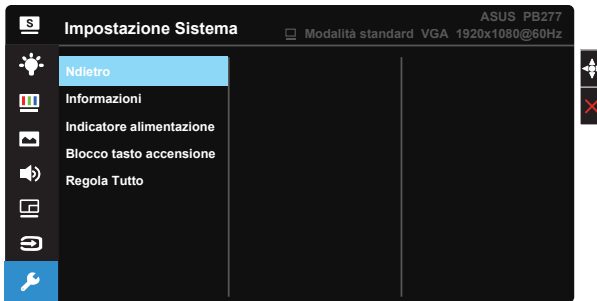 S
Impostazione Sistema
ASUS PB277
Modalità standard VGA 1920x1080@60Hz
Ndietro
Informazioni
Indicatore alimentazione
Blocco tasto accensione
Regola Tutto